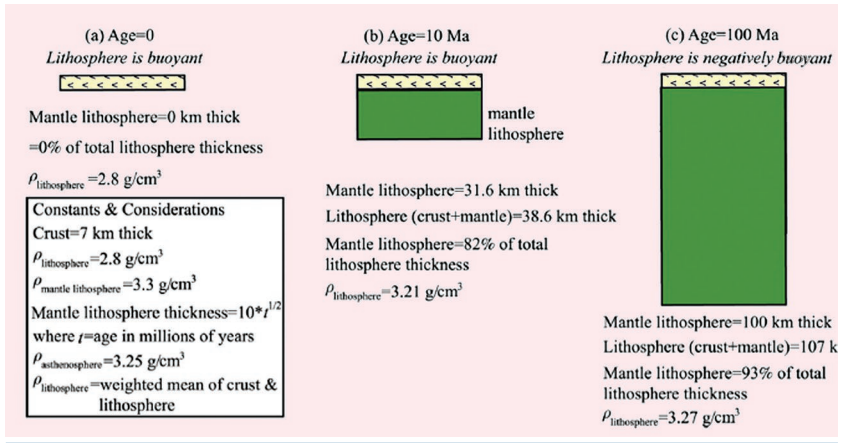 (a) Age=0
Lithosphere is buoyant
Mantle lithosphere=0 km thick
=0% of total lithosphere thickness
ρlithosphere =2.8 g/cm³
Constants & Considerations
Crust=7 km thick
ρlithosphere=2.8 g/cm³
ρmantle lithosphere=3.3 g/cm³
Mantle lithosphere thickness=10*t^1/2
where t=age in millions of years
ρasthenosphere=3.25 g/cm³
ρlithosphere=weighted mean of crust &
lithosphere
(b) Age=10 Ma
Lithosphere is buoyant
mantle
lithosphere
Mantle lithosphere=31.6 km thick
Lithosphere (crust+mantle)=38.6 km thick
Mantle lithosphere=82% of total
lithosphere thickness
ρlithosphere=3.21 g/cm³
(c) Age=100 Ma
Lithosphere is negatively buoyant
Mantle lithosphere=100 km thick
Lithosphere (crust+mantle)=107 k
Mantle lithosphere=93% of total
lithosphere thickness
ρlithosphere=3.27 g/cm³